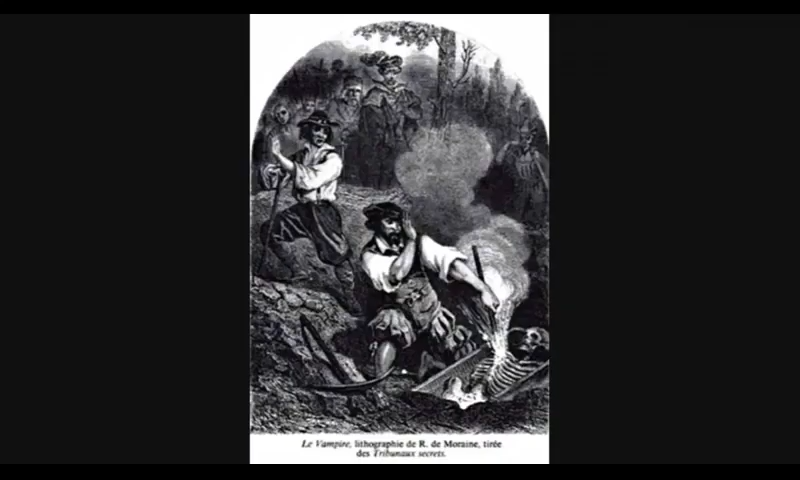 Le Vampire, lithographie de R. de Moraine, tirée
des Tribunaux secrets.